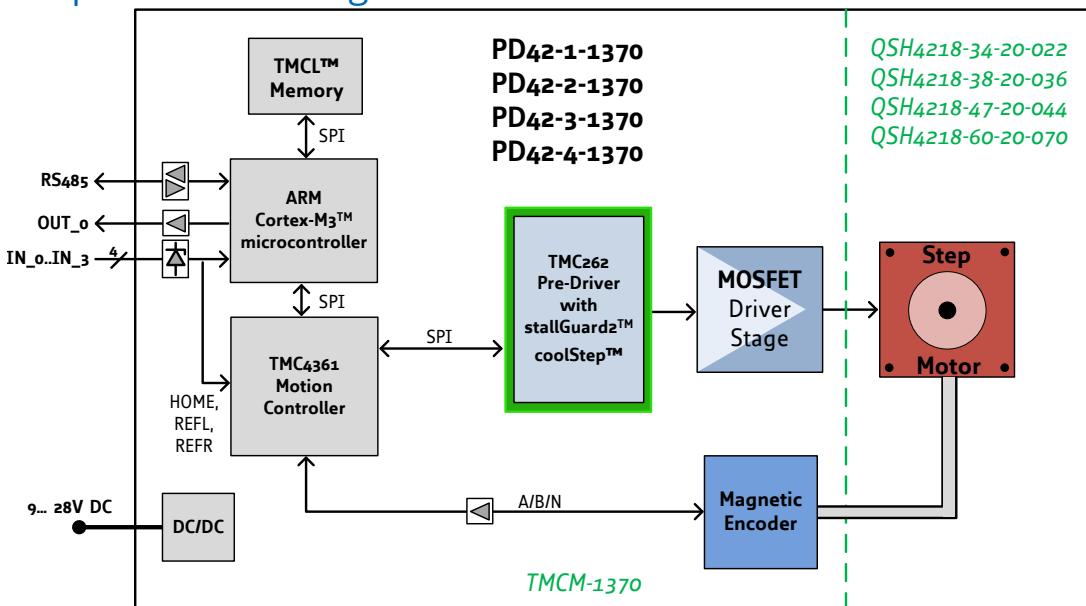 TMCL™
Memory
PD42-1-1370
PD42-2-1370
PD42-3-1370
PD42-4-1370
QSH4218-34-20-022
QSH4218-38-20-036
QSH4218-47-20-044
QSH4218-60-20-070
SPI
RS485
OUT_0
IN_0..IN_3
4
ARM
Cortex-M3™
microcontroller
SPI
TMC4361
Motion
Controller
HOME,
REFL,
REFR
SPI
TMC262
Pre-Driver
with
stallGuard2™
coolStep™
MOSFET
Driver
Stage
Step
Motor
9... 28V DC
DC/DC
A/B/N
Magnetic
Encoder
TMCM-1370